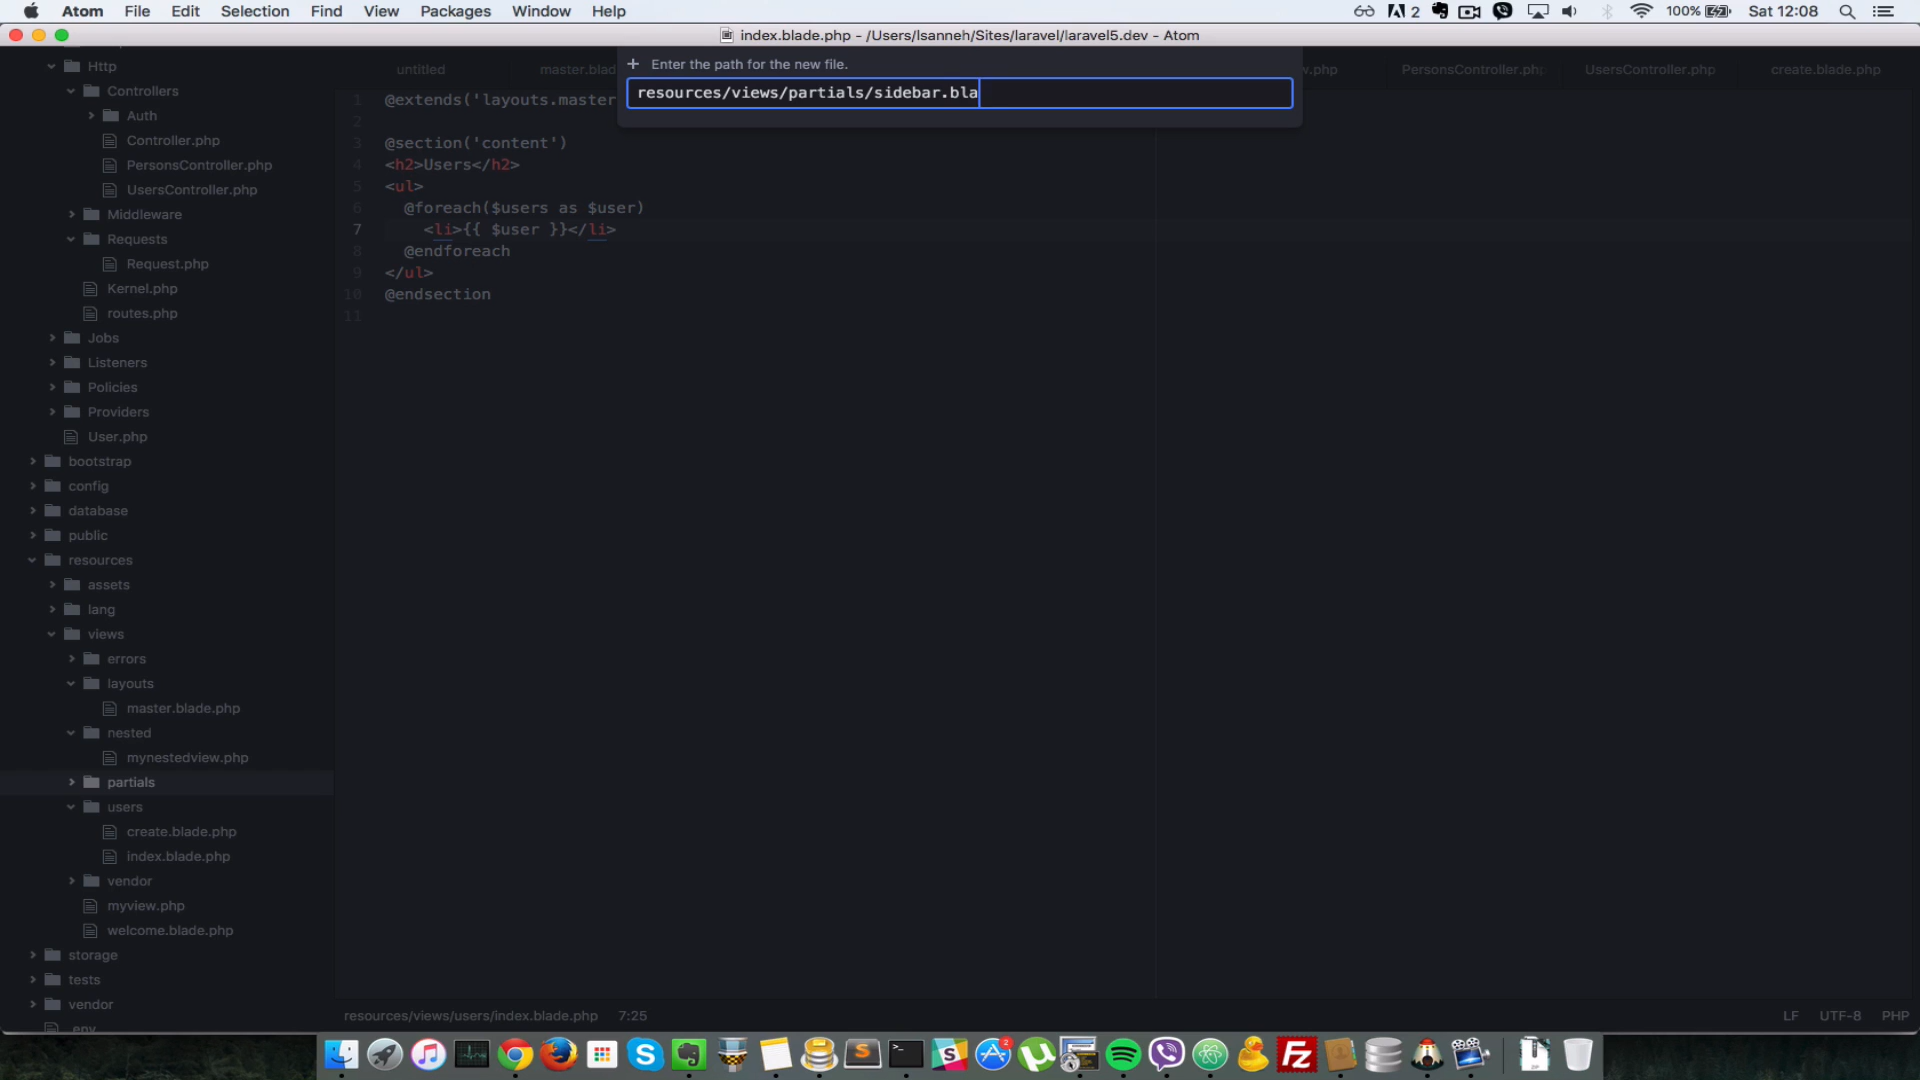 Atom File Edit Selection Find View Packages Window Help
2 100% Sat 12:08
index.blade.php - /Users/lsanneh/Sites/laravel/laravel5.dev - Atom
Enter the path for the new file.
resources/views/partials/sidebar.bla
untitled master.blad w.php PersonsController.php UsersController.php create.blade.php
Http
Controllers
Auth
Controller.php
PersonsController.php
UsersController.php
Middleware
Requests
Request.php
Kernel.php
routes.php
Jobs
Listeners
Policies
Providers
User.php
bootstrap
config
database
public
resources
assets
lang
views
errors
layouts
master.blade.php
nested
mynestedview.php
partials
users
create.blade.php
index.blade.php
vendor
myview.php
welcome.blade.php
storage
tests
vendor
.env
1 @extends('layouts.master
2
3 @section('content')
4 <h2>Users</h2>
5 <ul>
6 @foreach($users as $user)
7 <li>{{ $user }}</li>
8 @endforeach
9 </ul>
10 @endsection
11
resources/views/users/index.blade.php 7:25
LF UTF-8 PHP